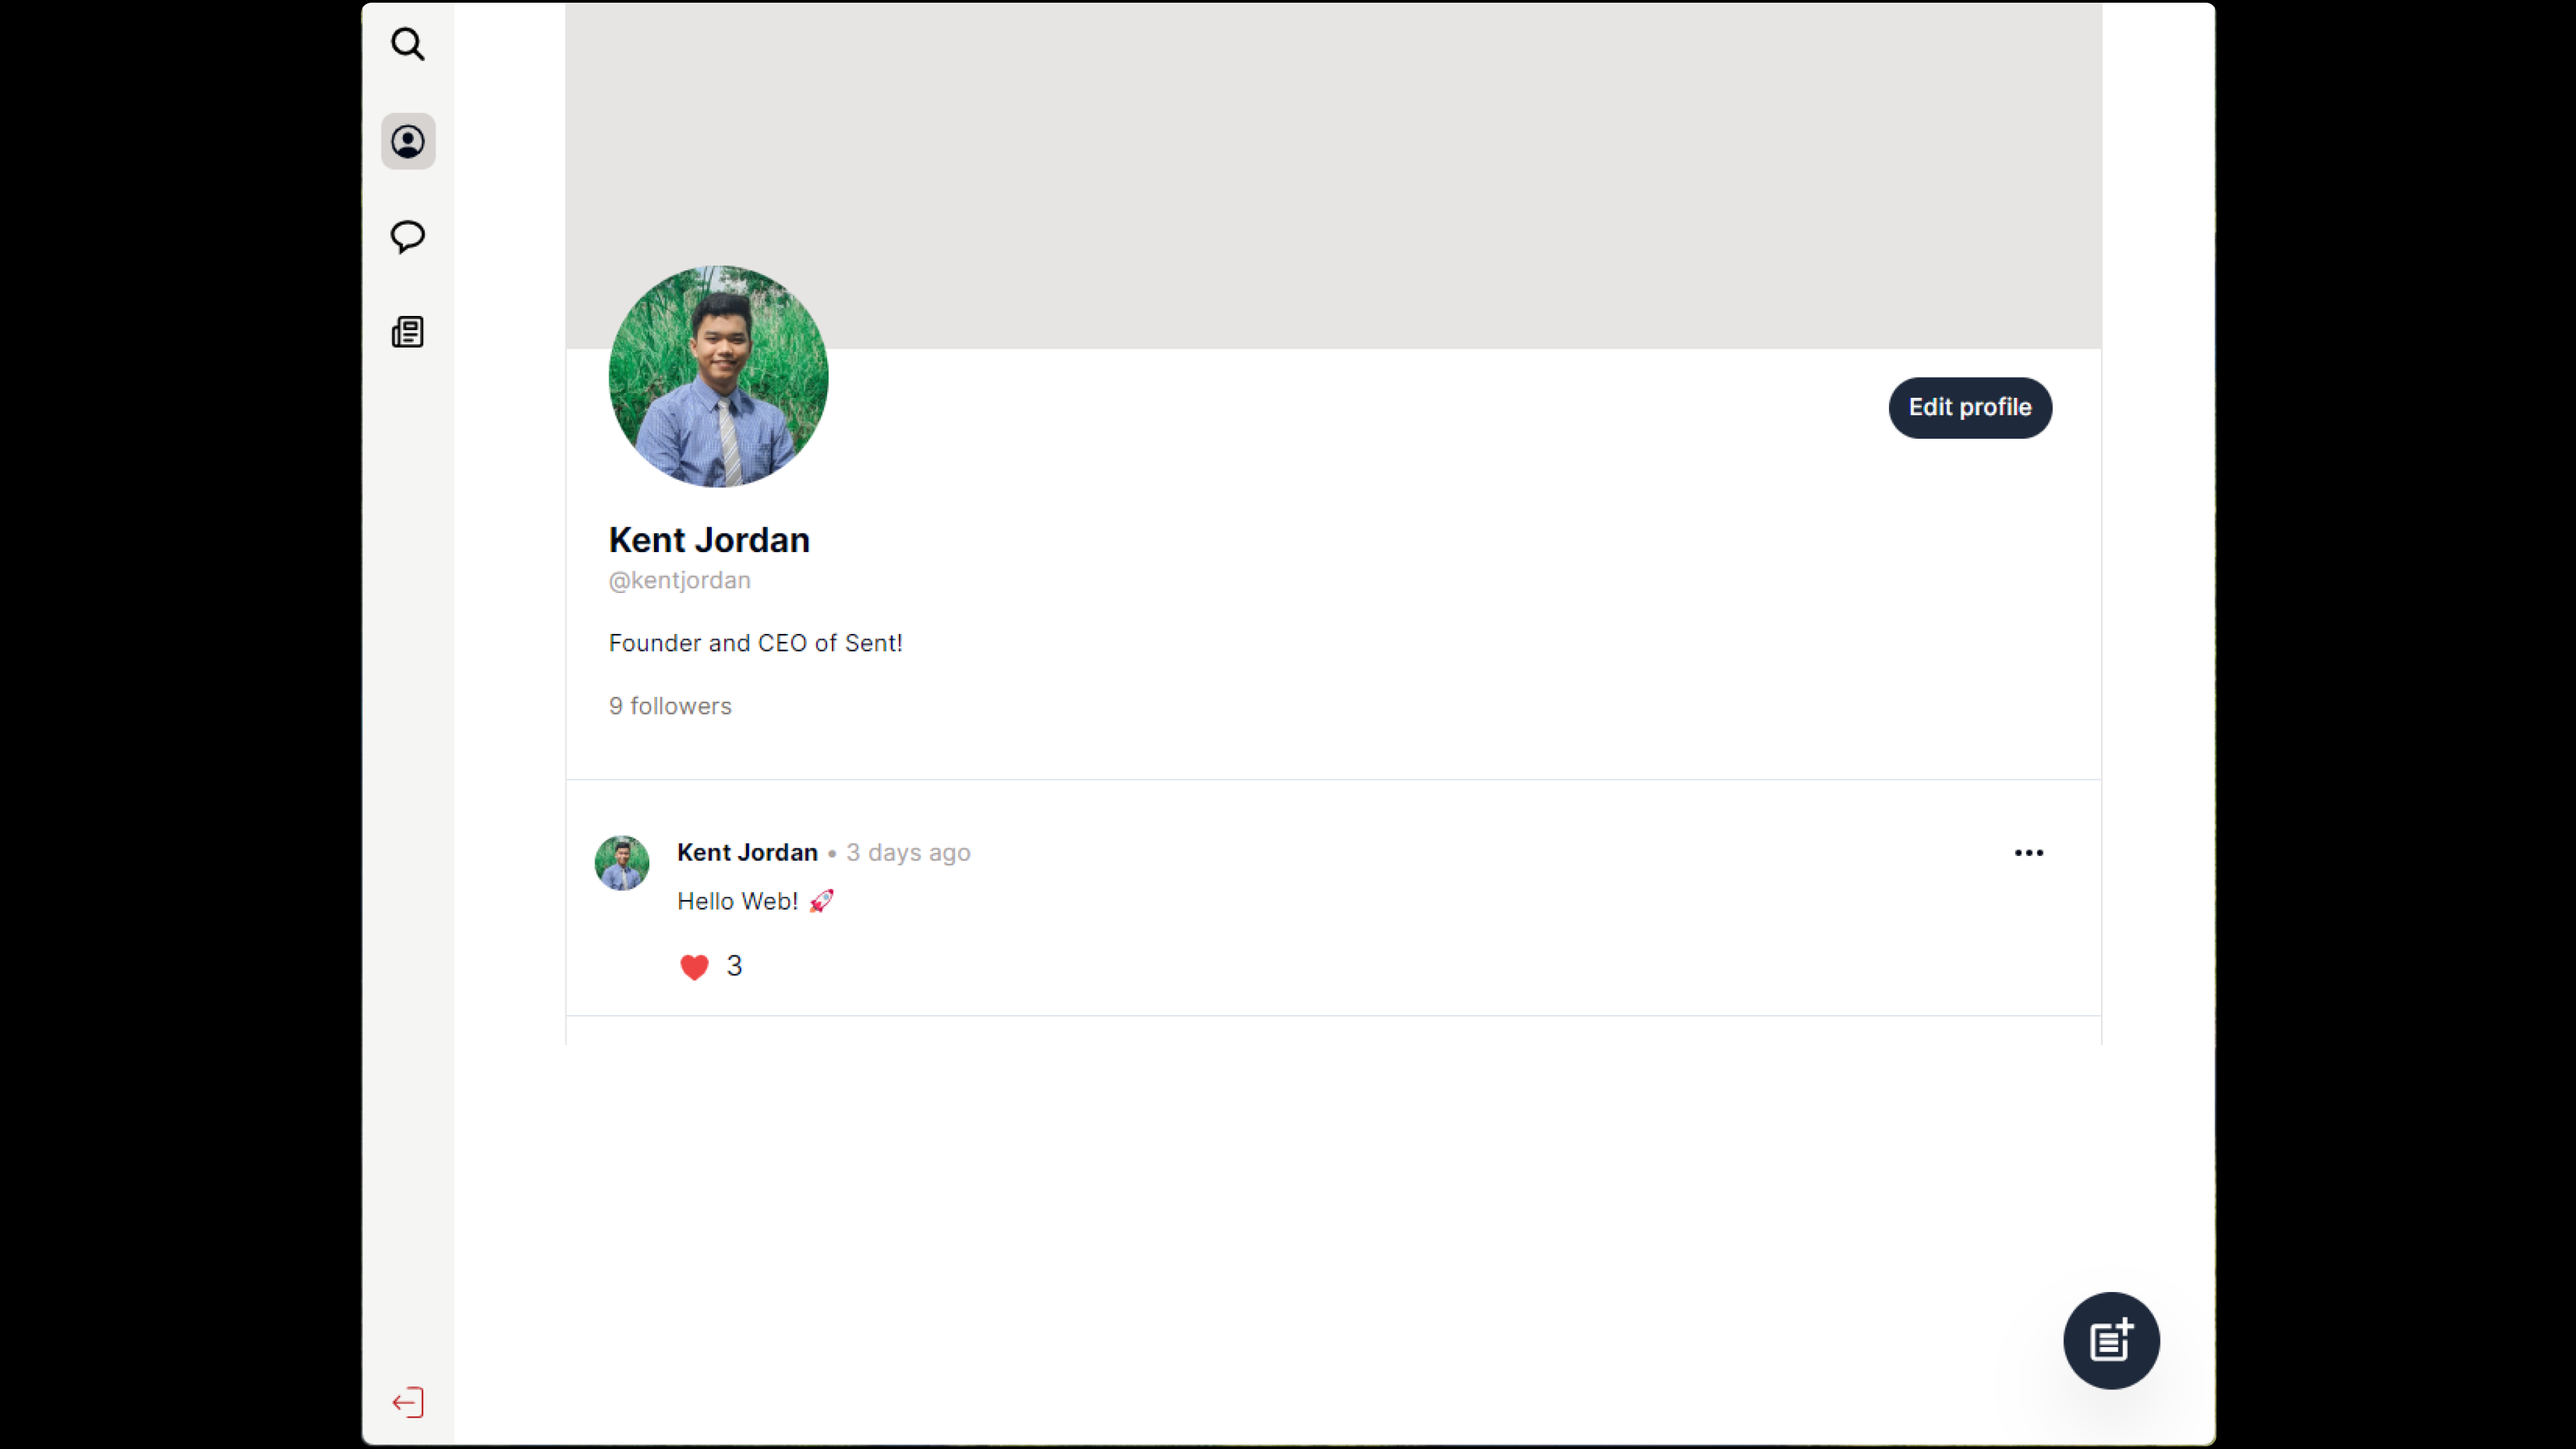 Edit profile
Kent Jordan
@kentjordan
Founder and CEO of Sent!
9 followers
Kent Jordan • 3 days ago
Hello Web! 🚀
3